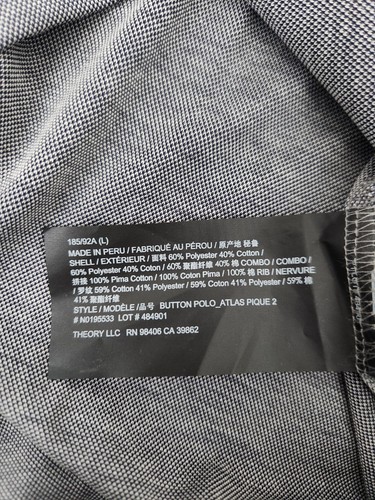 185/92A (L)
MADE IN PERU / FABRIQUÉ AU PÉROU / 原产地 秘鲁
SHELL / EXTÉRIEUR / 面料 60% Polyester 40% Cotton /
60% Polyester 40% Coton / 60% 聚酯纤维 40% 棉 COMBO / COMBO /
拼接 100% Pima Cotton / 100% Coton Pima / 100% 棉 RIB / NERVURE
/ 罗纹 59% Cotton 41% Polyester / 59% Coton 41% Polyester / 59% 棉
41% 聚酯纤维
STYLE / MODÈLE /品号 BUTTON POLO_ATLAS PIQUE 2
# N0195533 LOT # 484901
THEORY LLC RN 98406 CA 39862